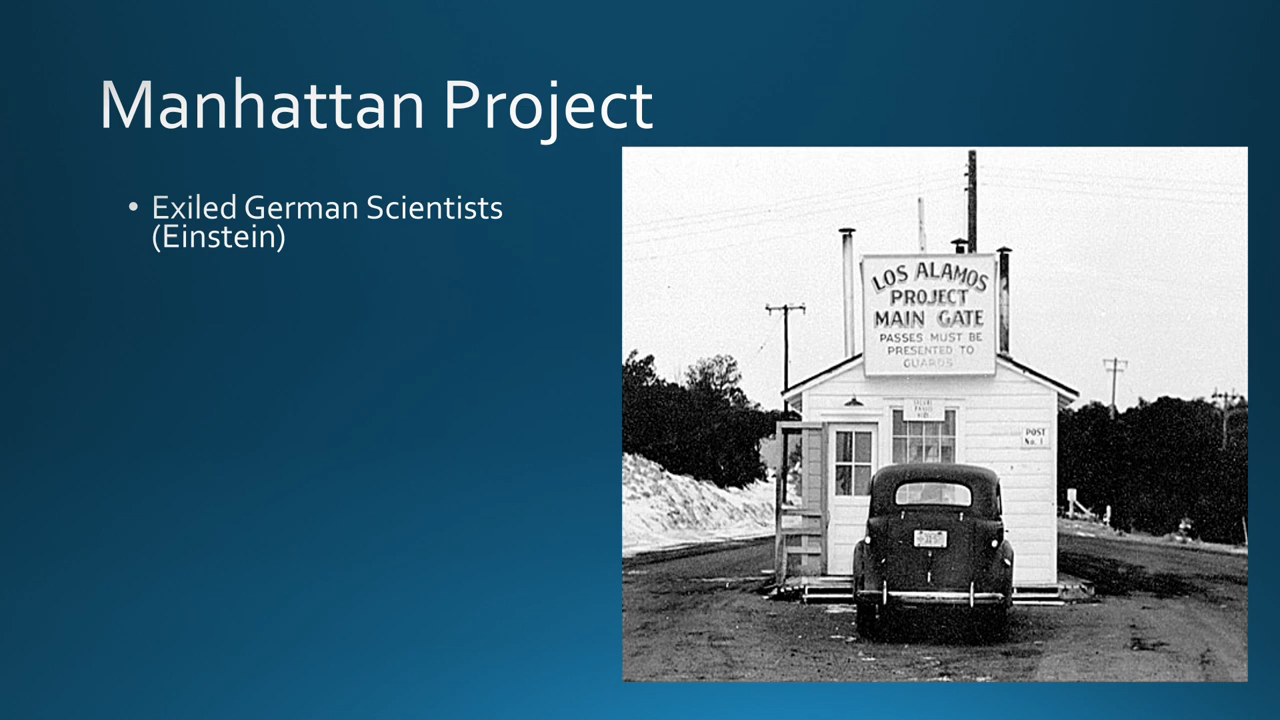 Manhattan Project
• Exiled German Scientists
(Einstein)
LOS ALAMOS
PROJECT
MAIN GATE
PASSES MUST BE
PRESENTED TO
GUARDS
POST
No. 1